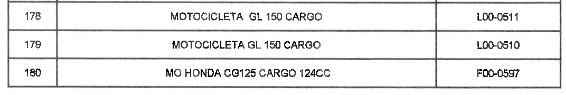 178 MOTOCICLETA GL 150 CARGO L00-0511
179 MOTOCICLETA GL 150 CARGO L00-0510
180 MO HONDA CG125 CARGO 124CC F00-0597